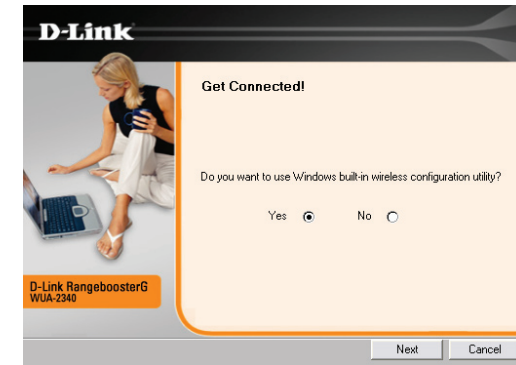 D-Link
Get Connected!
Do you want to use Windows built-in wireless configuration utility?
Yes No
D-Link RangeboosterG
WUA-2340
Next Cancel